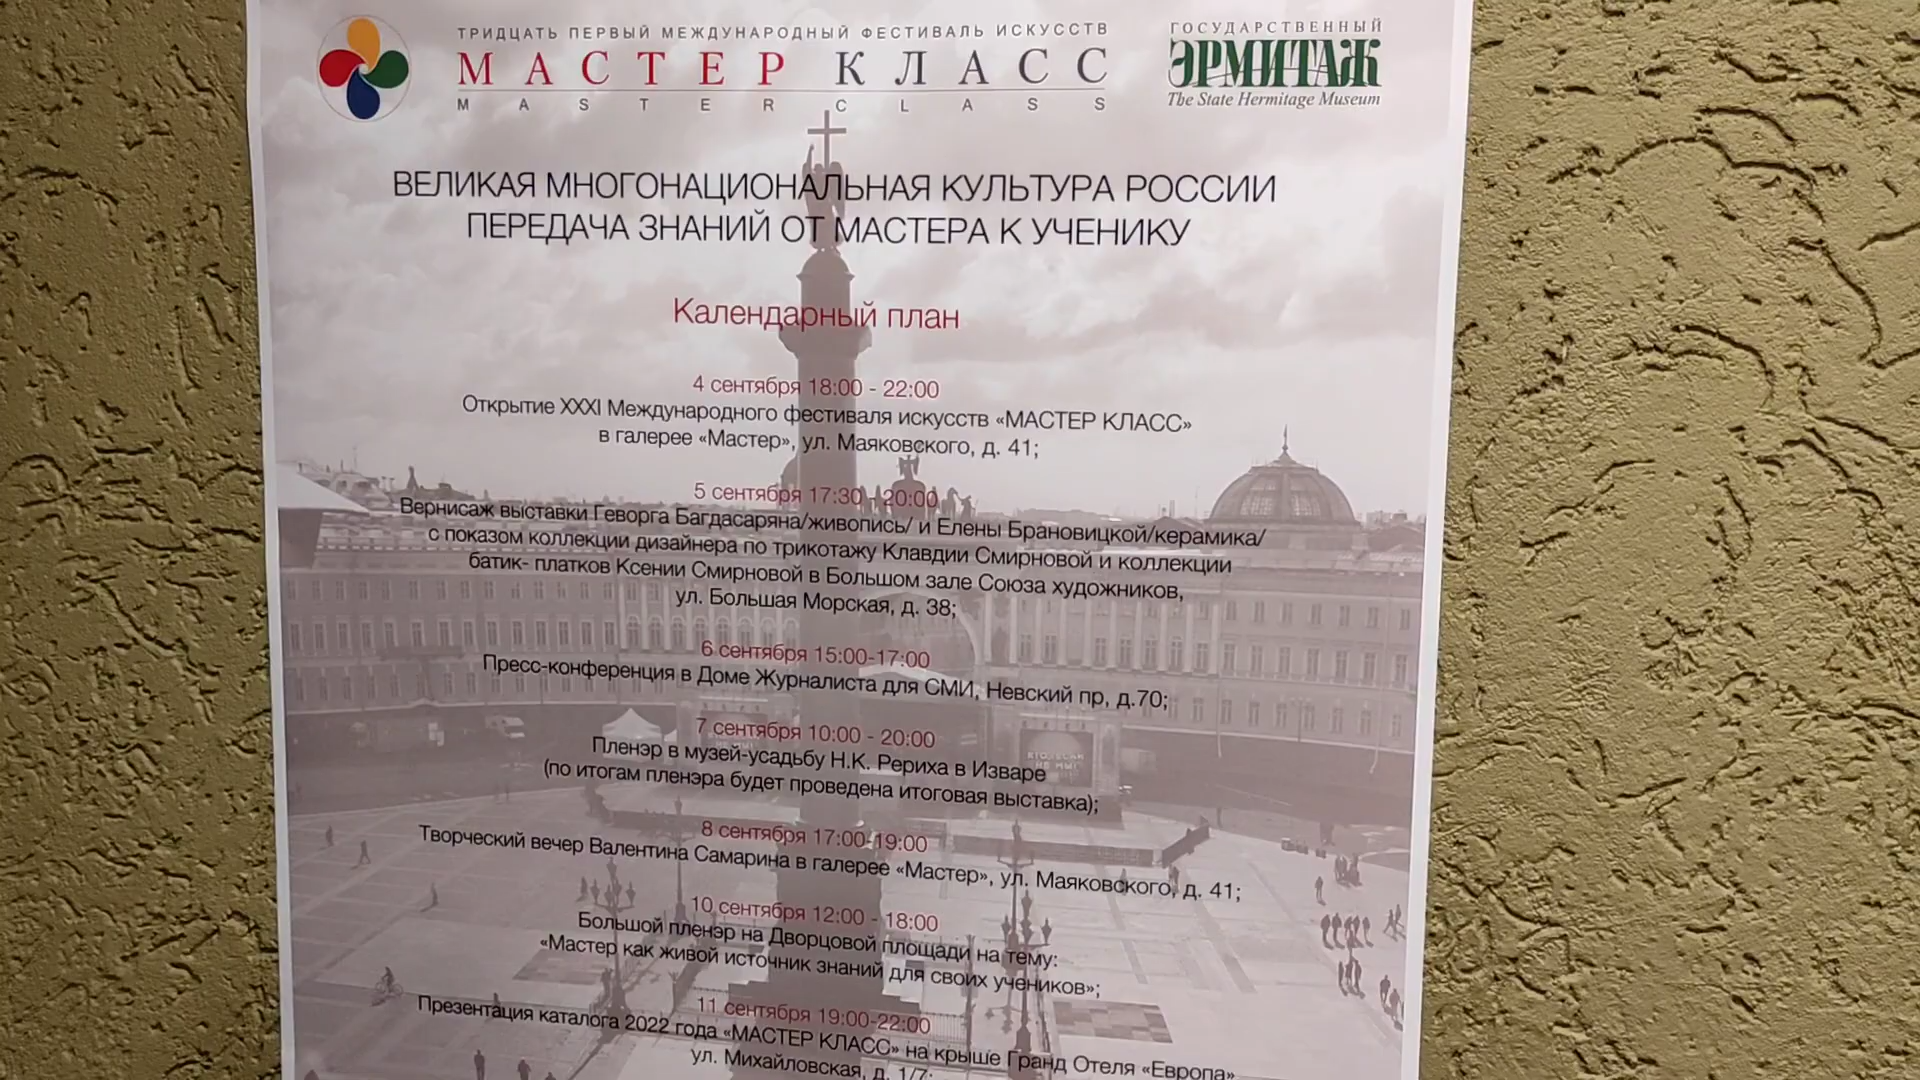 ТРИДЦАТЬ ПЕРВЫЙ МЕЖДУНАРОДНЫЙ ФЕСТИВАЛЬ ИСКУССТВ
МАСТЕР КЛАСС
MASTER CLASS
ГОСУДАРСТВЕННЫЙ
ЭРМИТАЖ
The State Hermitage Museum
ВЕЛИКАЯ МНОГОНАЦИОНАЛЬНАЯ КУЛЬТУРА РОССИИ
ПЕРЕДАЧА ЗНАНИЙ ОТ МАСТЕРА К УЧЕНИКУ
Календарный план
4 сентября 18:00 - 22:00
Открытие XXXI Международного фестиваля искусств «МАСТЕР КЛАСС»
в галерее «Мастер», ул. Маяковского, д. 41;
5 сентября 17:30 - 20:00
Вернисаж выставки Геворга Багдасаряна/живопись/ и Елены Брановицкой/керамика/
с показом коллекции дизайнера по трикотажу Клавдии Смирновой и коллекции
батик- платков Ксении Смирновой в Большом зале Союза художников,
ул. Большая Морская, д. 38;
6 сентября 15:00-17:00
Пресс-конференция в Доме Журналиста для СМИ, Невский пр, д.70;
7 сентября 10:00 - 20:00
Пленэр в музей-усадьбу Н.К. Рериха в Изваре
(по итогам пленэра будет проведена итоговая выставка);
8 сентября 17:00-19:00
Творческий вечер Валентина Самарина в галерее «Мастер», ул. Маяковского, д. 41;
10 сентября 12:00 - 18:00
Большой пленэр на Дворцовой площади на тему:
«Мастер как живой источник знаний для своих учеников»;
11 сентября 19:00-22:00
Презентация каталога 2022 года «МАСТЕР КЛАСС» на крыше Гранд Отеля «Европа»
ул. Михайловская, д. 1/7;